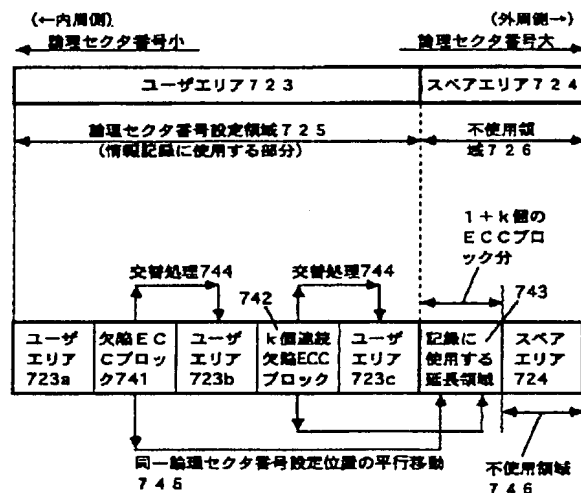 (←内周側)
論理セクタ番号小
(外周側→)
論理セクタ番号大
ユーザエリア723
スペアエリア724
論理セクタ番号設定領域725
(情報記録に使用する部分)
不使用領
域726
1+k個の
ECCブロ
ック分
交替処理744
742
交替処理744
743
ユーザ
エリア
723a
欠陥EC
Cブロッ
ク741
ユーザ
エリア
723b
k個連続
欠陥ECC
ブロック
ユーザ
エリア
723c
記録に
使用する
延長領域
スペア
エリア
724
同一論理セクタ番号設定位置の平行移動
745
不使用領域
746